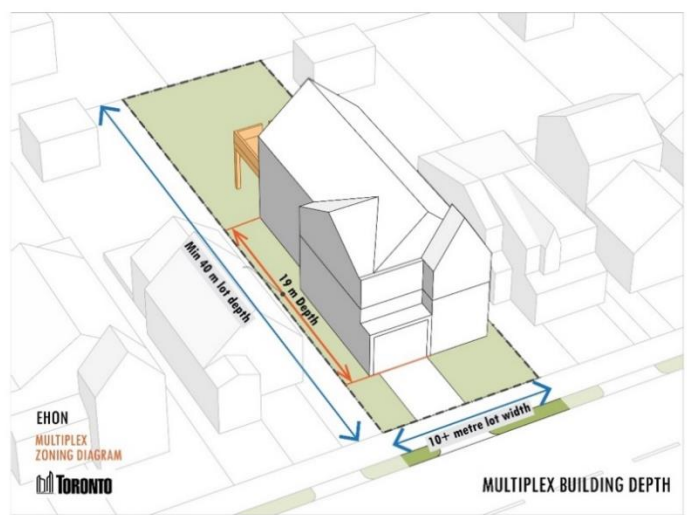 Min 40 m lot depth
19 m Depth
10+ metre lot width
EHON
MULTIPLEX
ZONING DIAGRAM
TORONTO
MULTIPLEX BUILDING DEPTH